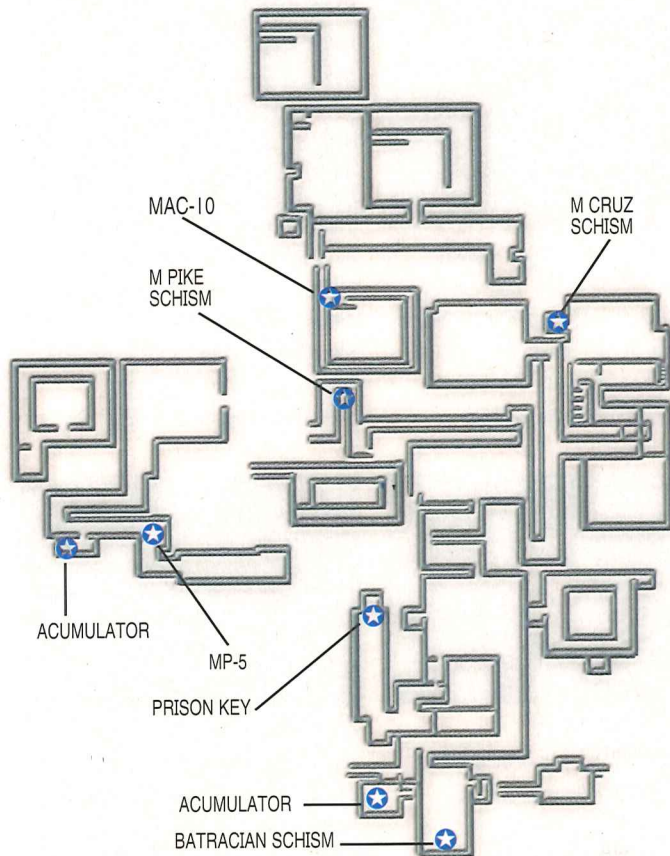 MAC-10
M CRUZ
SCHISM
M PIKE
SCHISM
ACUMULATOR
MP-5
PRISON KEY
ACUMULATOR
BATRACIAN SCHISM